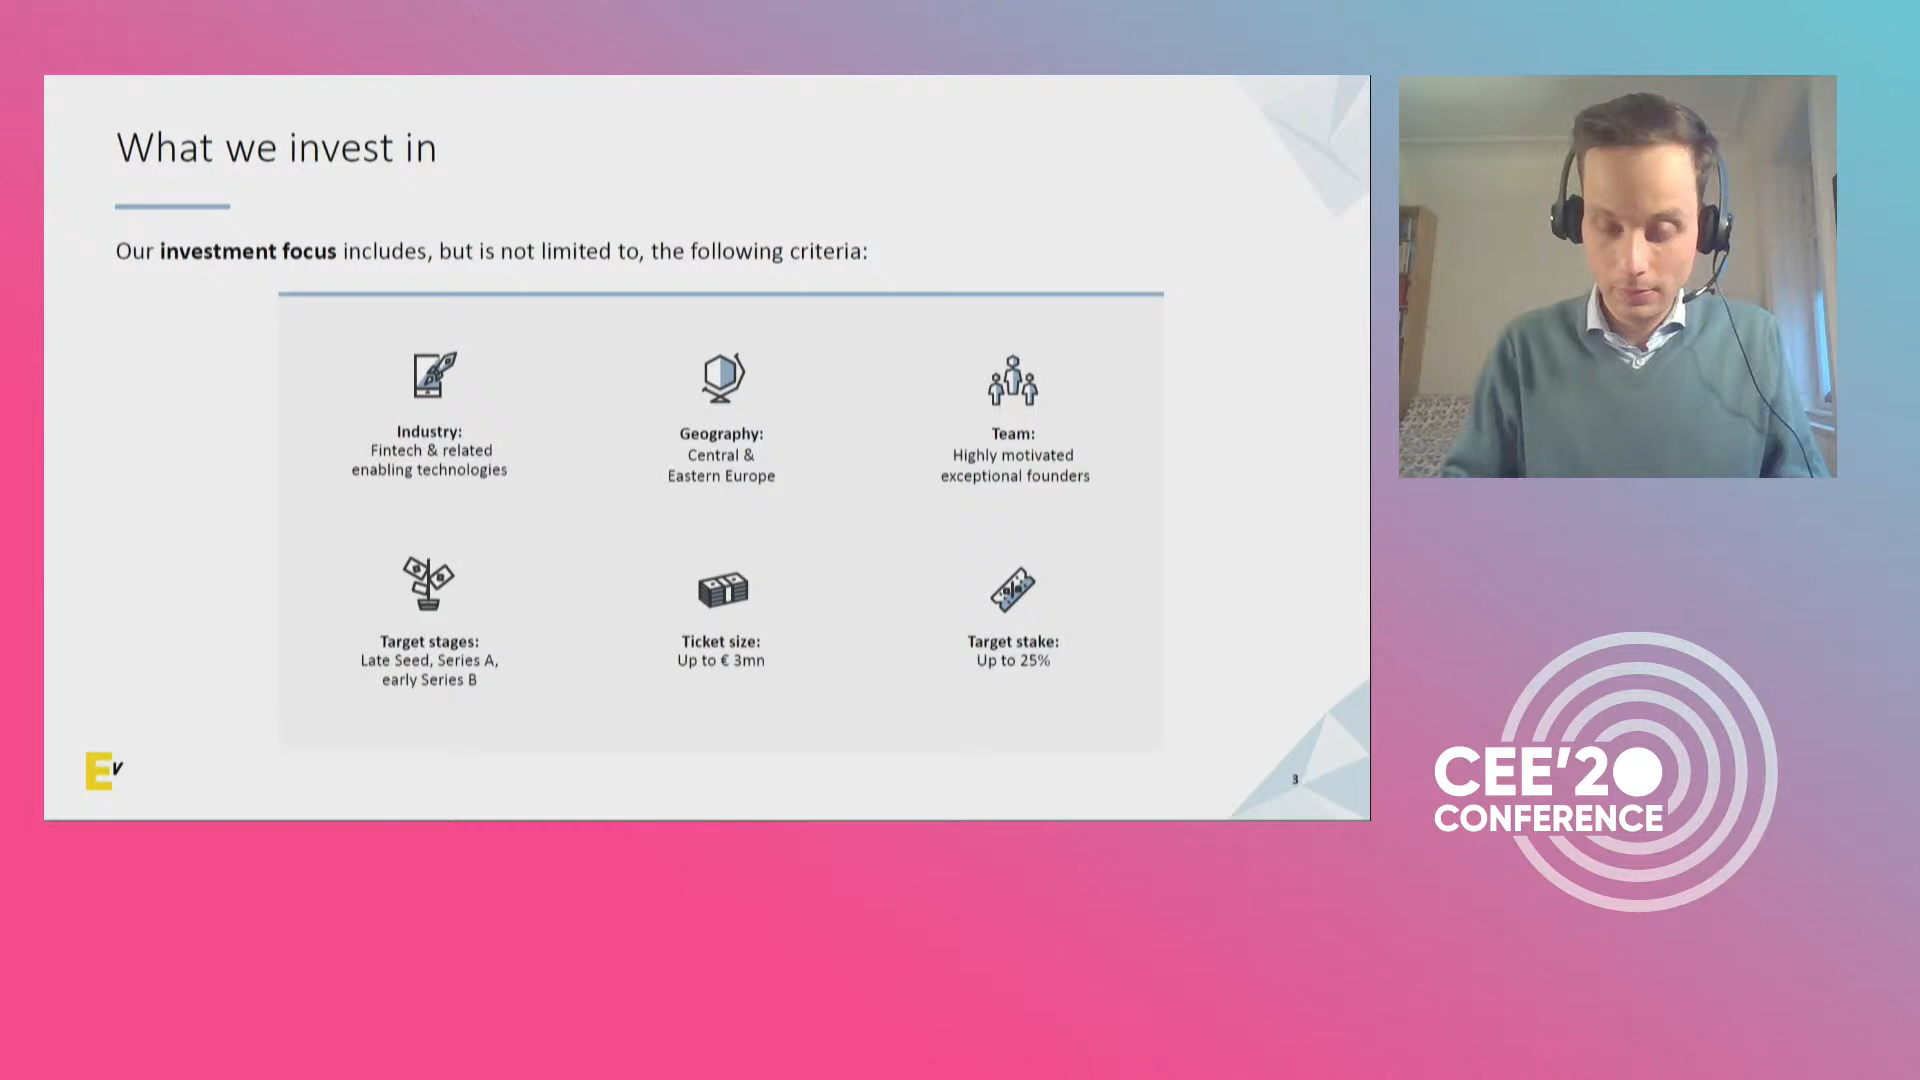 What we invest in
Our investment focus includes, but is not limited to, the following criteria:
Industry:
Fintech & related
enabling technologies
Geography:
Central &
Eastern Europe
Team:
Highly motivated
exceptional founders
Target stages:
Late Seed, Series A,
early Series B
Ticket size:
Up to € 3mn
Target stake:
Up to 25%
EV
3
CEE'20
CONFERENCE